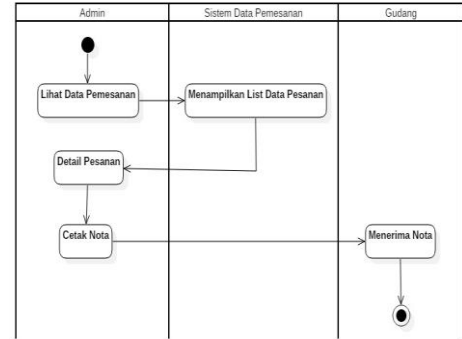 Admin
Sistem Data Pemesanan
Gudang
Lihat Data Pemesanan
Menampilkan List Data Pesanan
Detail Pesanan
Cetak Nota
Menerima Nota